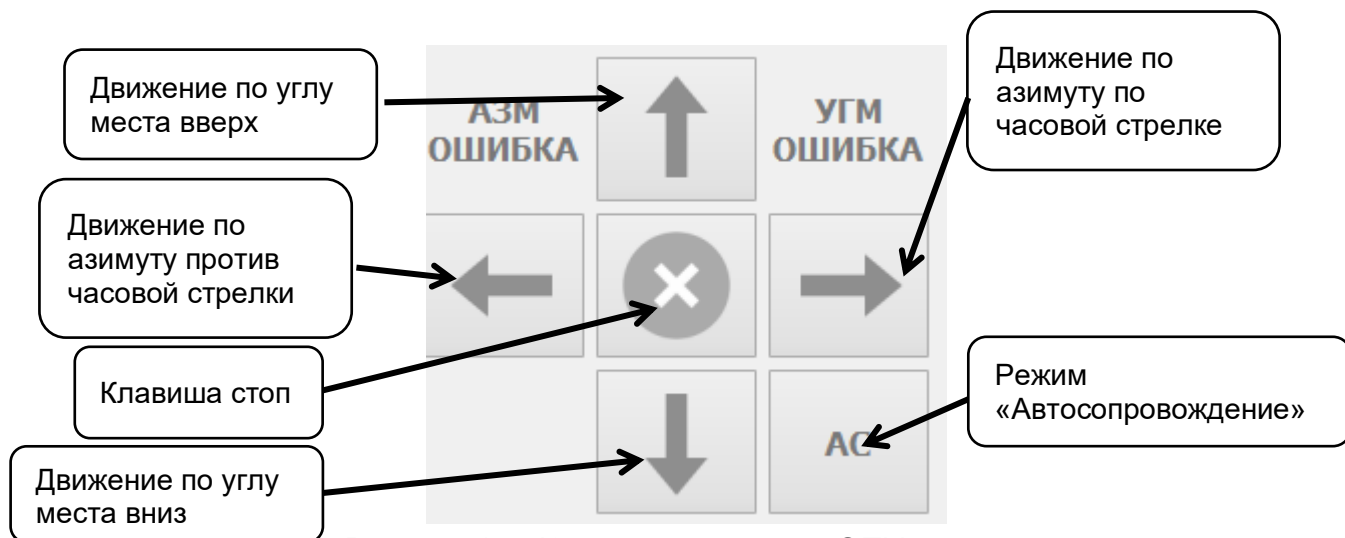 Движение по углу
места вверх
АЗМ
ОШИБКА
УГМ
ОШИБКА
Движение по
азимуту по
часовой стрелке
Движение по
азимуту против
часовой стрелки
Клавиша стоп
Режим
«Автосопровождение»
АС
Движение по углу
места вниз